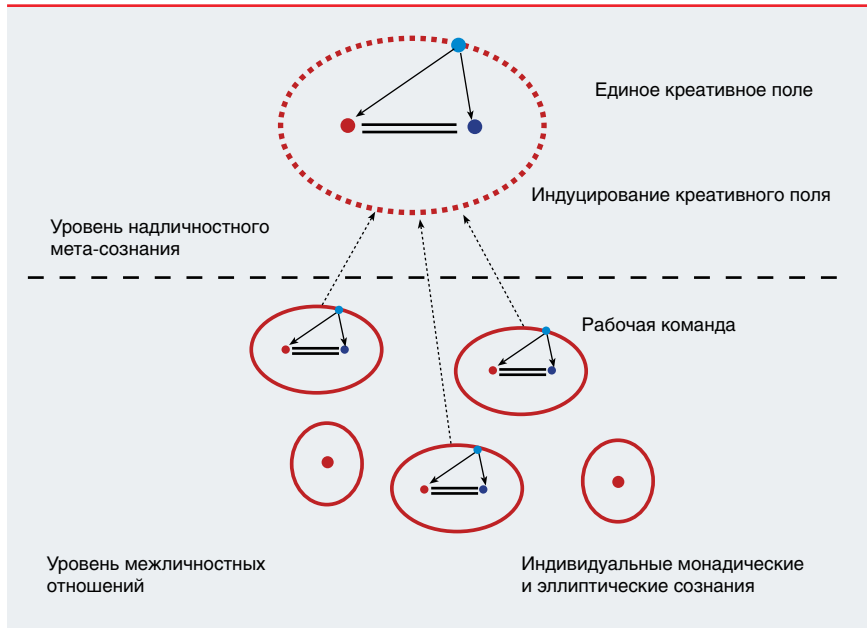 Единое креативное поле
Индуцирование креативного поля
Уровень надличностного
мета-сознания
Рабочая команда
Уровень межличностных
отношений
Индивидуальные монадические
и эллиптические сознания